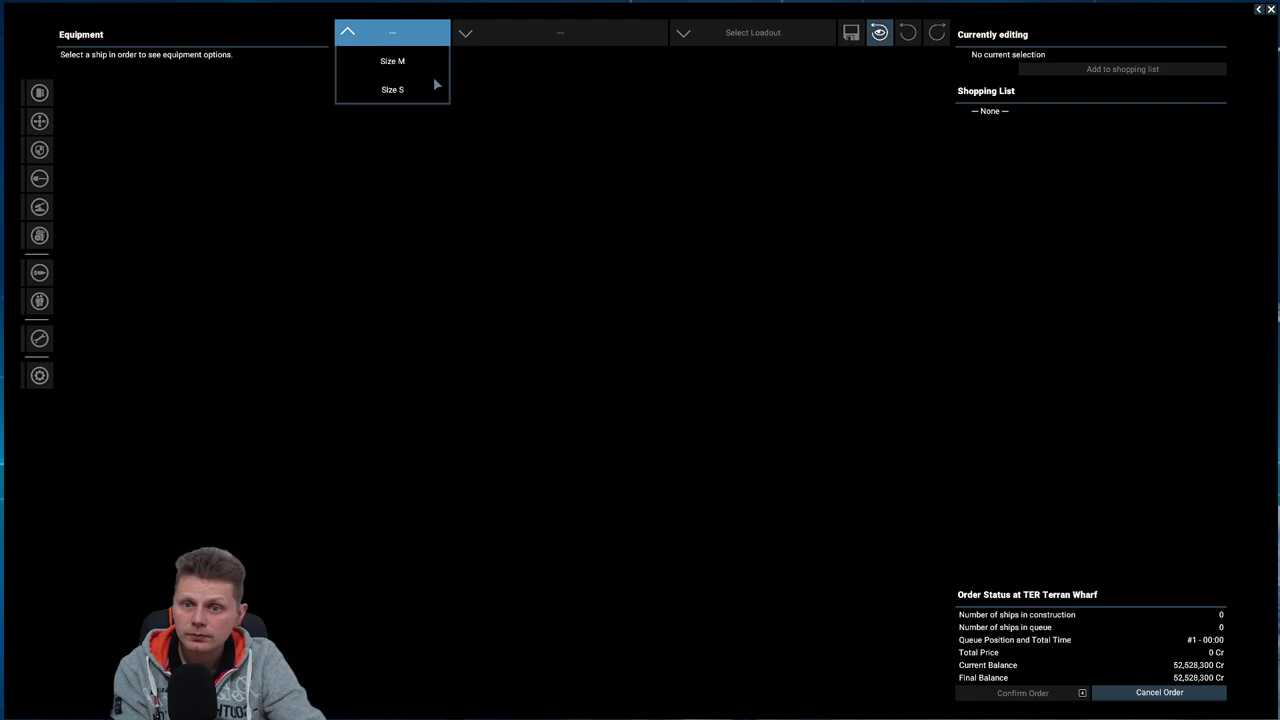 Equipment
Select a ship in order to see equipment options.
---
Size M
Size S
---
Select Loadout
Currently editing
No current selection
Add to shopping list
Shopping List
--- None ---
Order Status at TER Terran Wharf
Number of ships in construction 0
Number of ships in queue 0
Queue Position and Total Time #1 - 00:00
Total Price 0 Cr
Current Balance 52,528,300 Cr
Final Balance 52,528,300 Cr
Confirm Order
Cancel Order